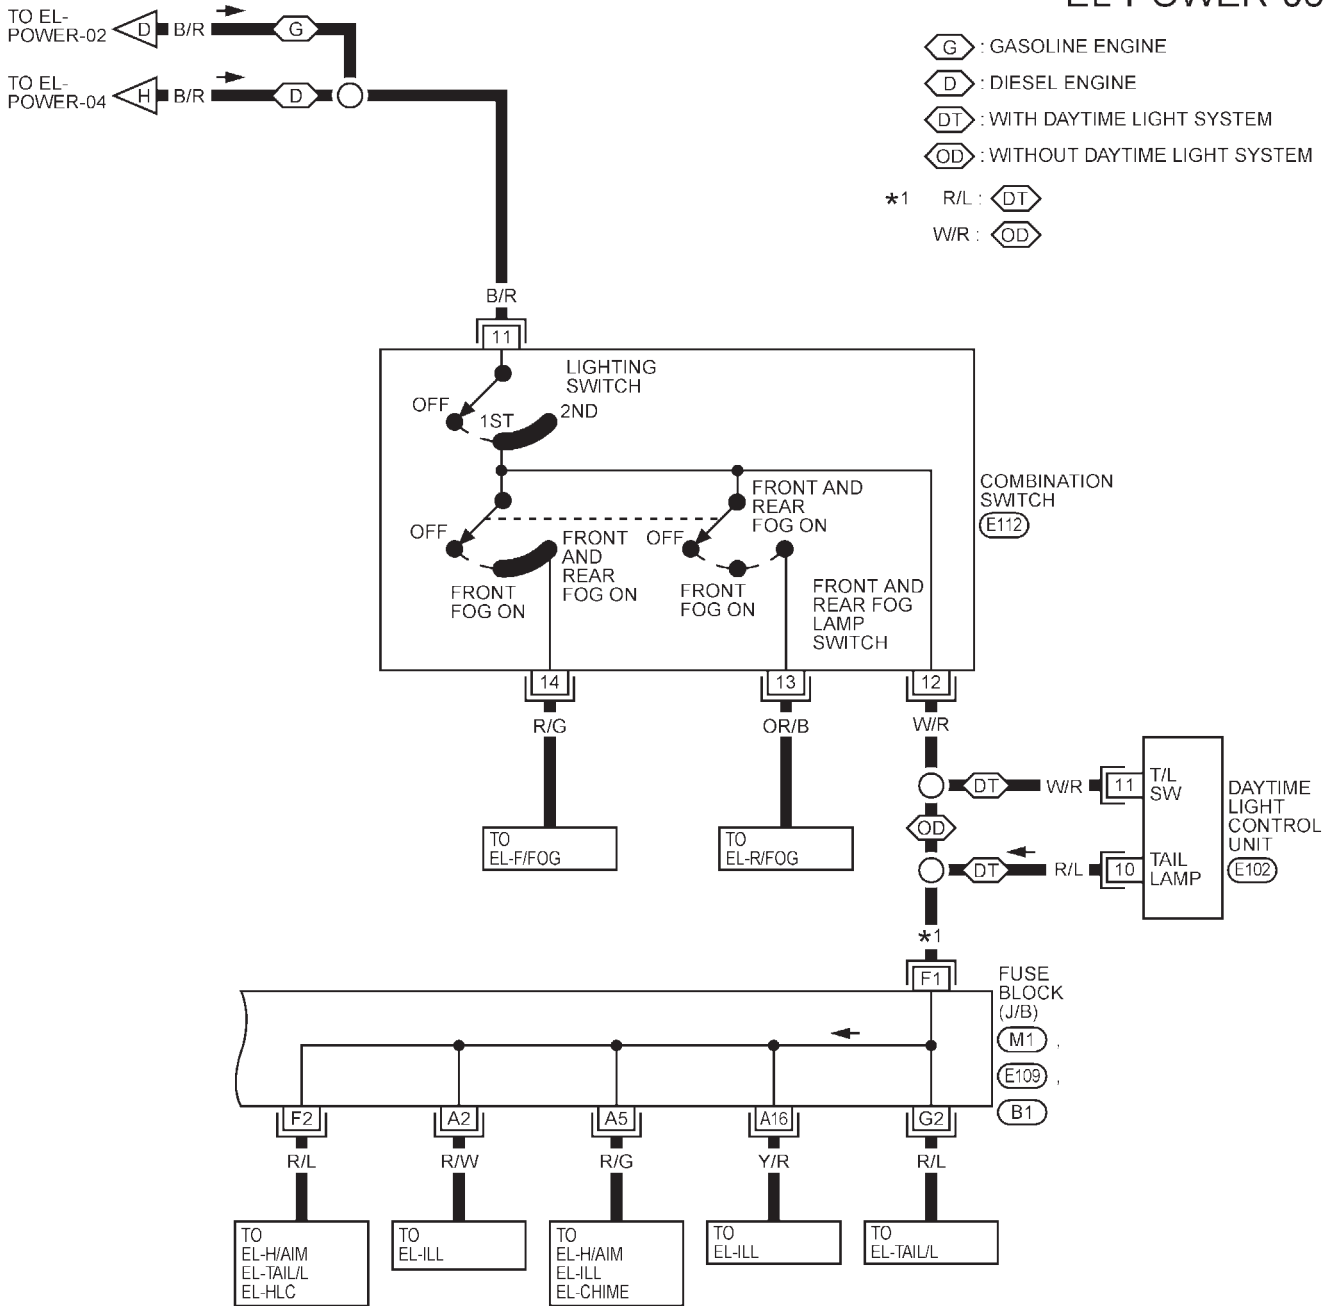 TO EL-
POWER-02
D
B/R
G
TO EL-
POWER-04
H
B/R
D
G : GASOLINE ENGINE
D : DIESEL ENGINE
DT : WITH DAYTIME LIGHT SYSTEM
OD : WITHOUT DAYTIME LIGHT SYSTEM
*1 R/L : DT
W/R : OD
B/R
11
LIGHTING
SWITCH
OFF
1ST
2ND
COMBINATION
SWITCH
E112
OFF
FRONT
FOG ON
FRONT
AND
REAR
FOG ON
OFF
FRONT AND
REAR
FOG ON
FRONT
FOG ON
FRONT AND
REAR FOG
LAMP
SWITCH
14
13
12
R/G
OR/B
W/R
TO
EL-F/FOG
TO
EL-R/FOG
DT
W/R
11
T/L
SW
OD
DT
R/L
10
TAIL
LAMP
DAYTIME
LIGHT
CONTROL
UNIT
E102
*1
F1
FUSE
BLOCK
(J/B)
M1 ,
E109 ,
B1
F2
A2
A5
A16
G2
R/L
R/W
R/G
Y/R
R/L
TO
EL-H/AIM
EL-TAIL/L
EL-HLC
TO
EL-ILL
TO
EL-H/AIM
EL-ILL
EL-CHIME
TO
EL-ILL
TO
EL-TAIL/L